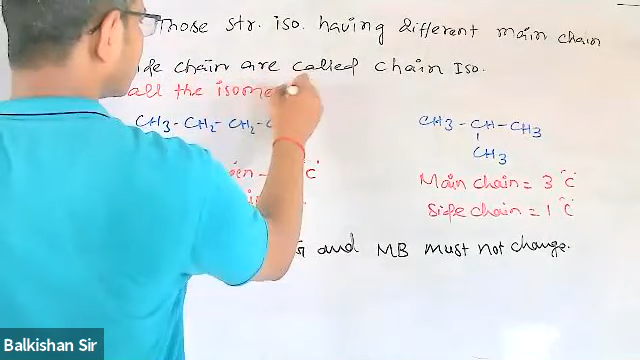 Those str. iso. having different main chain
side chain are called chain Iso.
all the isome
CH3-CH2-CH2-C
CH3-CH-CH3
CH3
C
Main chain = 3 C
Side chain = 1 C
and MB must not change.
Balkishan Sir